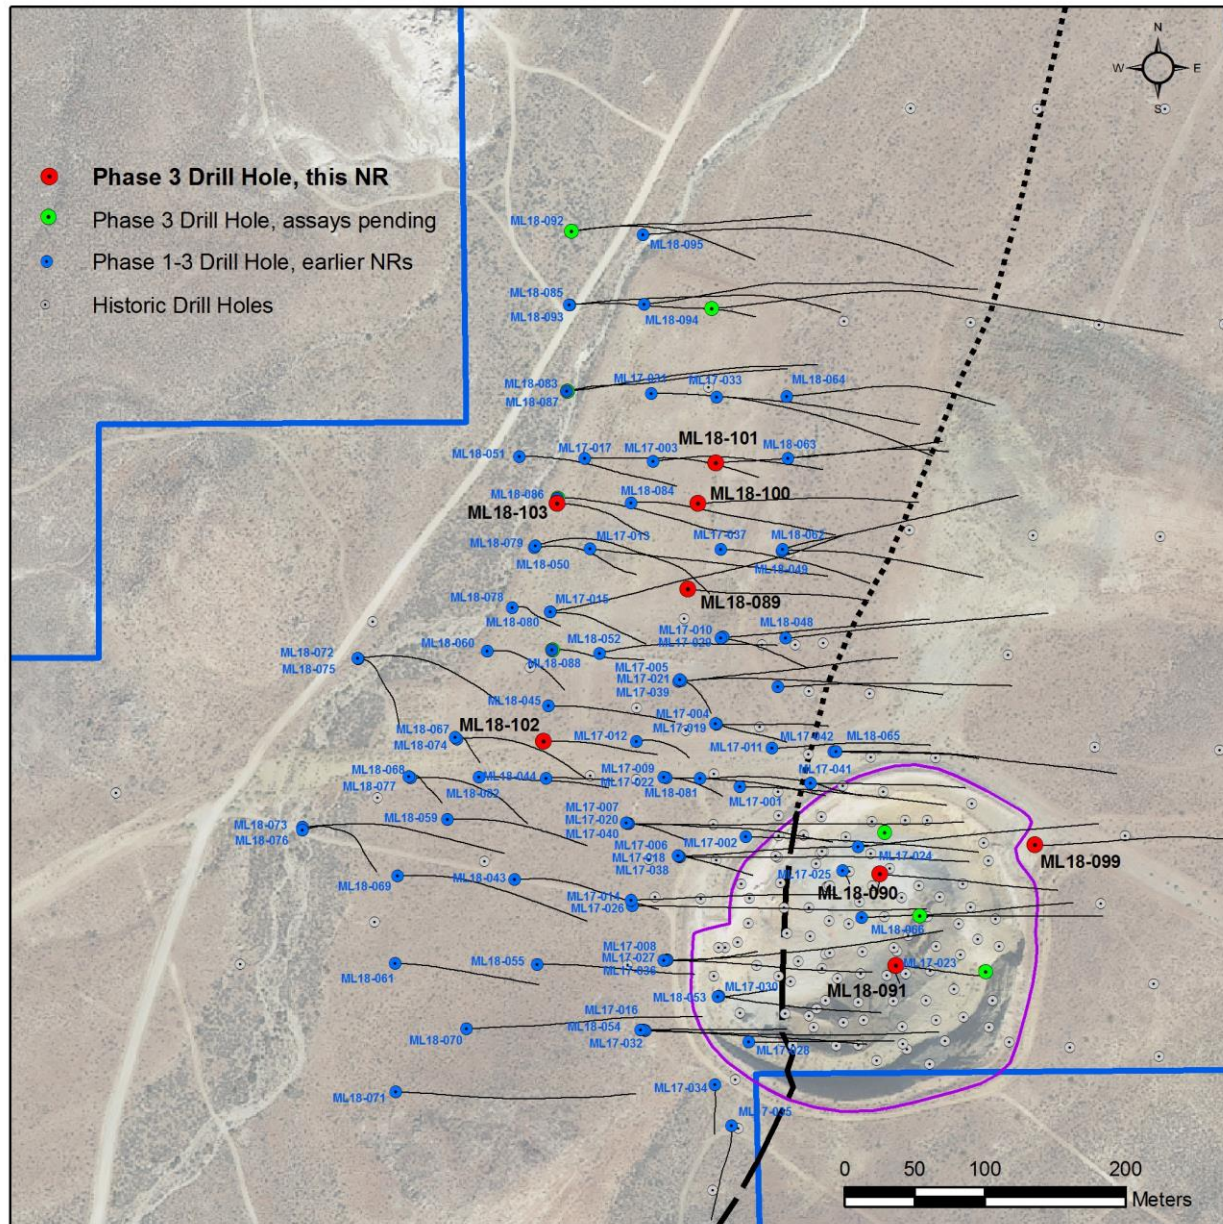 N
W E
S
Phase 3 Drill Hole, this NR
Phase 3 Drill Hole, assays pending
Phase 1-3 Drill Hole, earlier NRs
Historic Drill Holes
ML18-092
ML18-095
ML18-085
ML18-093
ML18-094
ML18-083
ML18-087
ML17-031
ML17-033
ML18-064
ML18-101
ML18-051
ML17-017
ML17-003
ML18-063
ML18-086
ML18-084
ML18-100
ML18-103
ML18-079
ML18-050
ML17-013
ML17-037
ML18-062
ML18-049
ML18-089
ML18-078
ML18-080
ML17-015
ML17-010
ML17-029
ML18-048
ML18-072
ML18-075
ML18-060
ML18-052
ML18-088
ML17-005
ML17-021
ML17-039
ML18-045
ML17-004
ML17-019
ML18-102
ML18-067
ML18-074
ML17-012
ML17-011
ML17-042
ML18-065
ML18-068
ML18-077
ML18-082
ML18-044
ML17-009
ML17-022
ML18-081
ML17-041
ML17-001
ML17-007
ML17-020
ML17-040
ML18-059
ML18-073
ML18-076
ML17-006
ML17-018
ML17-038
ML17-002
ML17-024
ML17-025
ML18-099
ML18-090
ML18-069
ML18-043
ML17-014
ML17-026
ML18-066
ML17-008
ML17-027
ML17-036
ML18-061
ML18-055
ML17-023
ML18-091
ML17-030
ML18-053
ML17-016
ML18-054
ML17-032
ML18-070
ML17-028
ML18-071
ML17-034
ML17-035
0 50 100 200
Meters